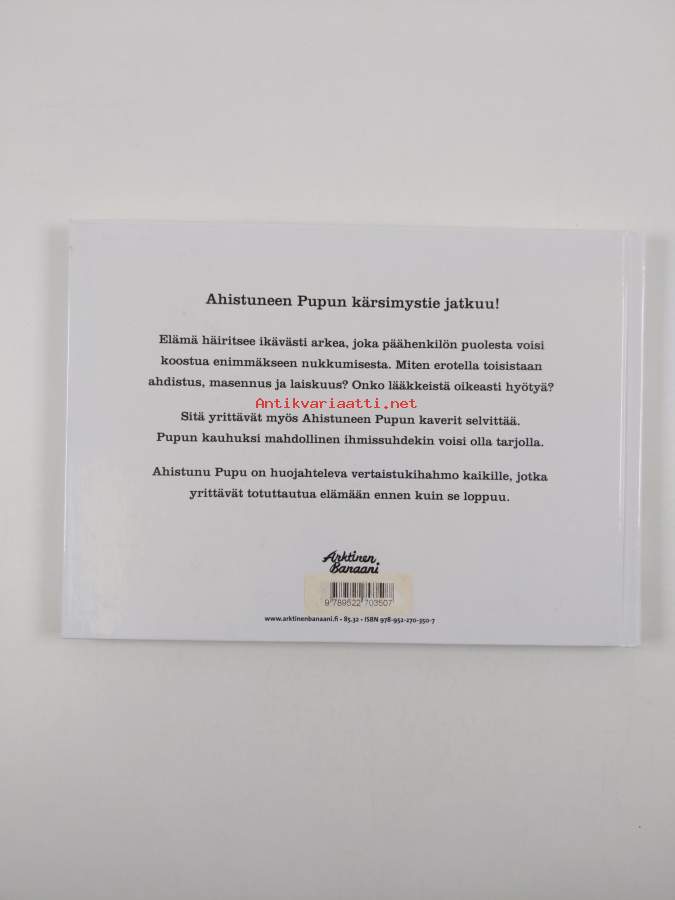 Ahistuneen Pupun kärsimystie jatkuu!
Elämä häiritsee ikävästi arkea, joka päähenkilön puolesta voisi
koostua enimmäkseen nukkumisesta. Miten erotella toisistaan
ahdistus, masennus ja laiskuus? Onko lääkkeistä oikeasti hyötyä?
Antikvariaatti.net
Sitä yrittävät myös Ahistuneen Pupun kaverit selvittää.
Pupun kauhuksi mahdollinen ihmissuhdekin voisi olla tarjolla.
Ahistunu Pupu on huojahteleva vertaistukihahmo kaikille, jotka
yrittävät totuttautua elämään ennen kuin se loppuu.
Arktinen
Banaani
9 789522 703507
www.arktinenbanaani.fi • 85.32 • ISBN 978-952-270-350-7